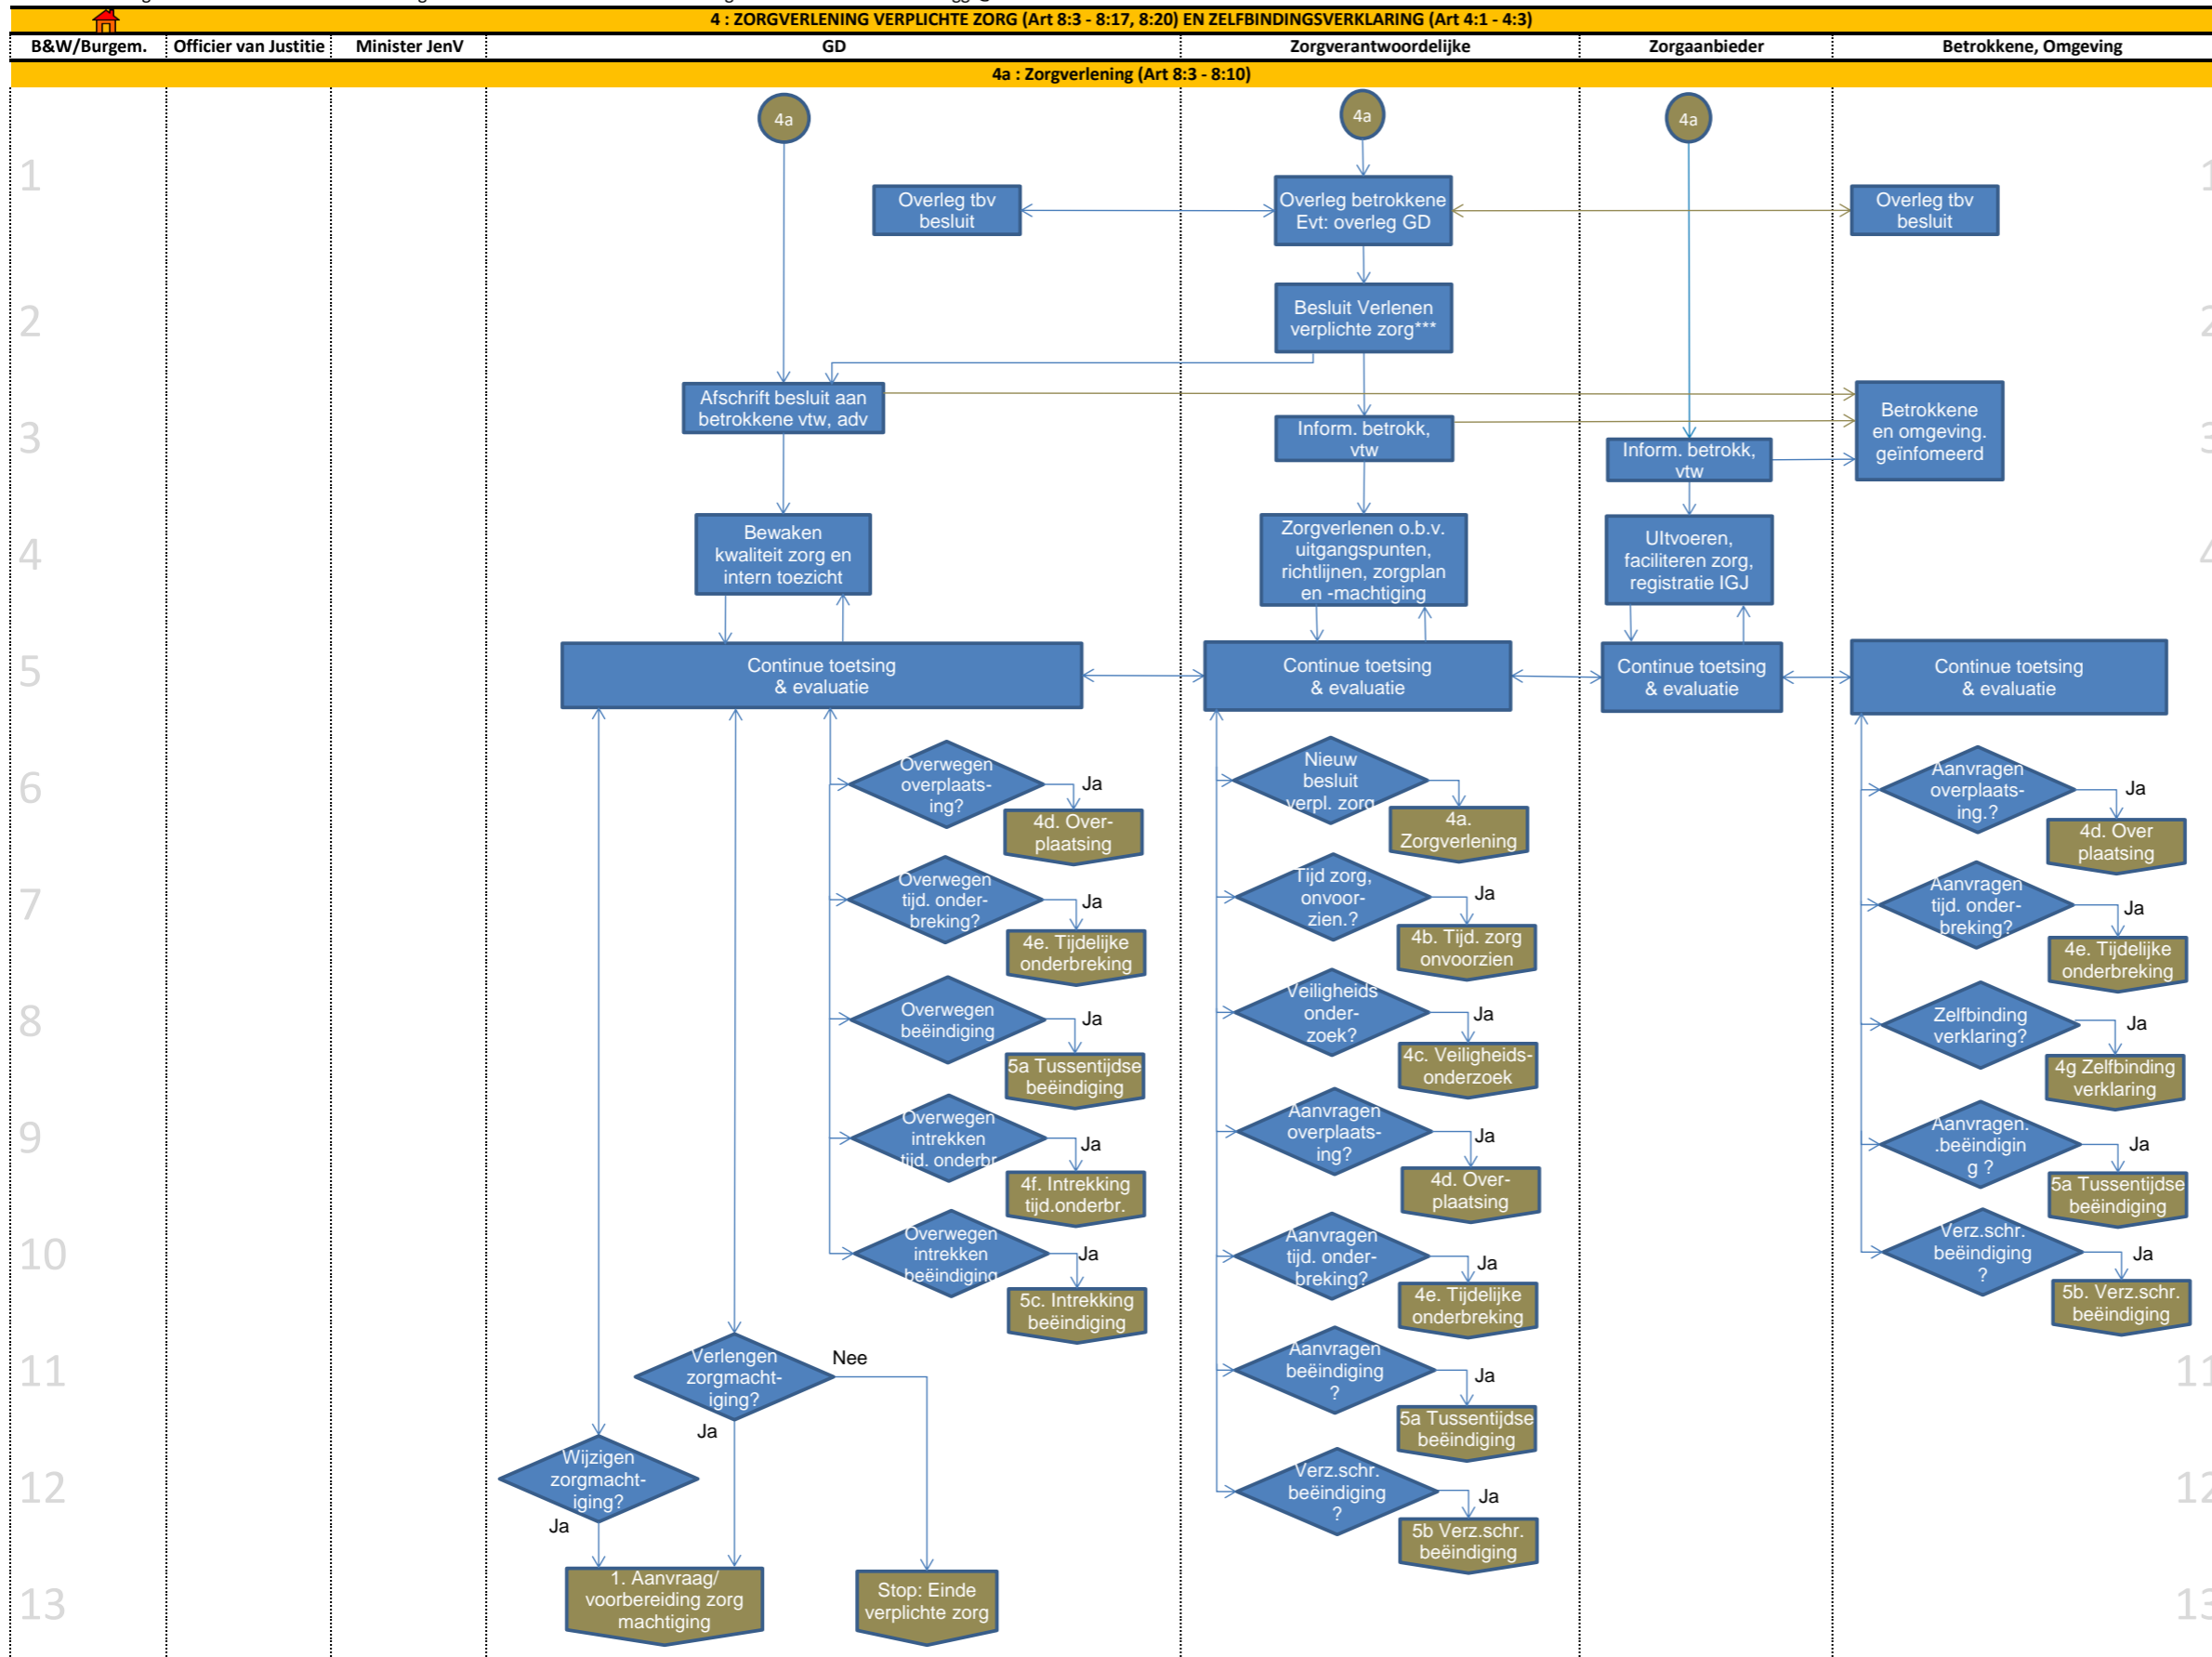 4 : ZORGVERLENING VERPLICHTE ZORG (Art 8:3 - 8:17, 8:20) EN ZELFBINDINGSVERKLARING (Art 4:1 - 4:3)
B&W/Burgem.
Officier van Justitie
Minister JenV
GD
Zorgverantwoordelijke
Zorgaanbieder
Betrokkene, Omgeving
4a : Zorgverlening (Art 8:3 - 8:10)
4a
4a
4a
1
Overleg tbv
besluit
Overleg betrokkene
Evt: overleg GD
Overleg tbv
besluit
1
2
Besluit Verlenen
verplichte zorg***
2
3
Afschrift besluit aan
betrokkene vtw, adv
Inform. betrokk,
vtw
Inform. betrokk,
vtw
Betrokkene
en omgeving.
geïnfomeerd
3
4
Bewaken
kwaliteit zorg en
intern toezicht
Zorgverlenen o.b.v.
uitgangspunten,
richtlijnen, zorgplan
en -machtiging
UItvoeren,
faciliteren zorg,
registratie IGJ
4
5
Continue toetsing
& evaluatie
Continue toetsing
& evaluatie
Continue toetsing
& evaluatie
Continue toetsing
& evaluatie
5
6
Overwegen
overplaats-
ing?
Ja
4d. Over-
plaatsing
Nieuw
besluit
verpl. zorg
4a.
Zorgverlening
Aanvragen
overplaats-
ing.?
Ja
4d. Over
plaatsing
6
7
Overwegen
tijd. onder-
breking?
Ja
4e. Tijdelijke
onderbreking
Tijd zorg,
onvoor-
zien.?
Ja
4b. Tijd. zorg
onvoorzien
Aanvragen
tijd. onder-
breking?
Ja
4e. Tijdelijke
onderbreking
7
8
Overwegen
beëindiging
Ja
5a Tussentijdse
beëindiging
Veiligheids
onder-
zoek?
Ja
4c. Veiligheids-
onderzoek
Zelfbinding
verklaring?
Ja
4g Zelfbinding
verklaring
8
9
Overwegen
intrekken
tijd. onderbr
Ja
4f. Intrekking
tijd.onderbr.
Aanvragen
overplaats-
ing?
Ja
4d. Over-
plaatsing
Aanvragen.
.beëindigin
g ?
Ja
5a Tussentijdse
beëindiging
9
10
Overwegen
intrekken
beëindiging
Ja
5c. Intrekking
beëindiging
Aanvragen
tijd. onder-
breking?
Ja
4e. Tijdelijke
onderbreking
Verz.schr.
beëindiging
?
Ja
5b. Verz.schr.
beëindiging
10
11
Verlengen
zorgmacht-
iging?
Nee
Ja
Aanvragen
beëindiging
?
Ja
5a Tussentijdse
beëindiging
11
12
Wijzigen
zorgmacht-
iging?
Ja
Verz.schr.
beëindiging
?
Ja
5b Verz.schr.
beëindiging
12
13
1. Aanvraag/
voorbereiding zorg
machtiging
Stop: Einde
verplichte zorg
13